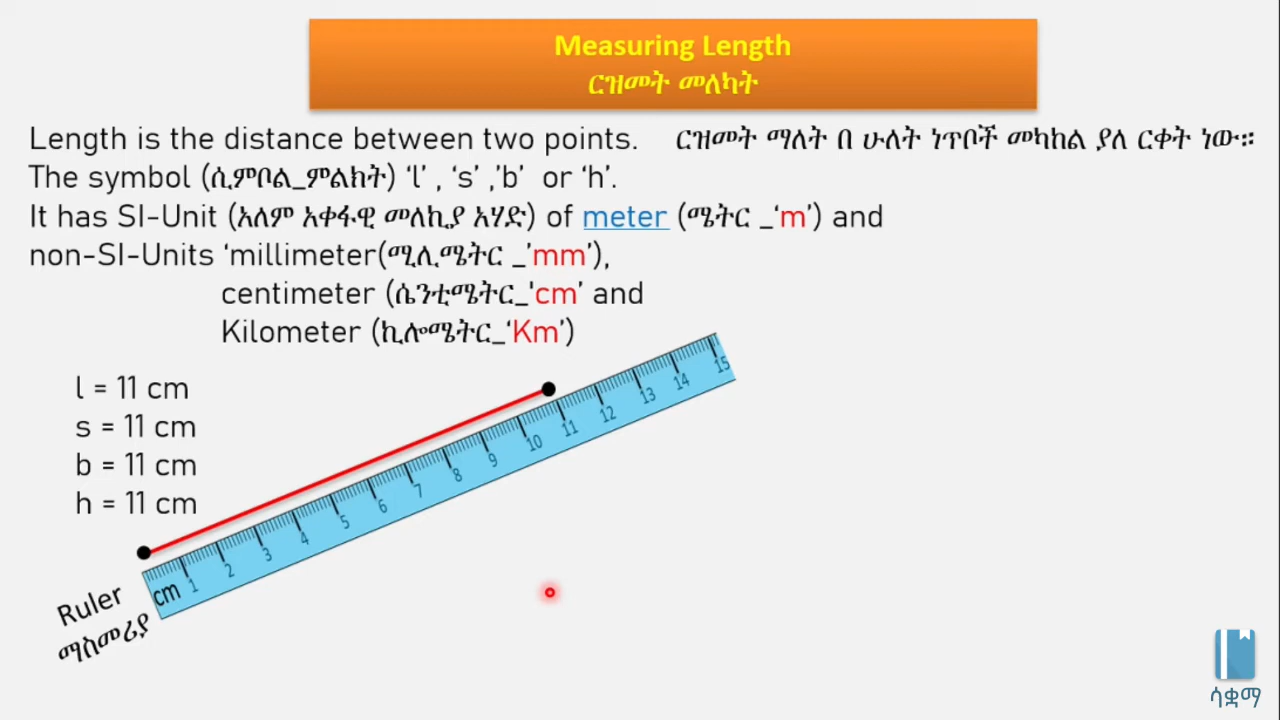 Measuring Length
ርዝመት መለካት
Length is the distance between two points. ርዝመት ማለት በ ሁለት ነጥቦች መካከል ያለ ርቀት ነው።
The symbol (ሲምቦል_ምልክት) ‘l’ , ‘s’ ,’b’ or ‘h’.
It has SI-Unit (አለም አቀፋዊ መለኪያ አሃድ) of meter (ሜትር _‘m’) and
non-SI-Units ‘millimeter(ሚሊሜትር _’mm’),
centimeter (ሴንቲሜትር_'cm’ and
Kilometer (ኪሎሜትር_‘Km’)
l = 11 cm
s = 11 cm
b = 11 cm
h = 11 cm
cm 1 2 3 4 5 6 7 8 9 10 11 12 13 14 15
Ruler
ማስመሪያ
ሳቋማ